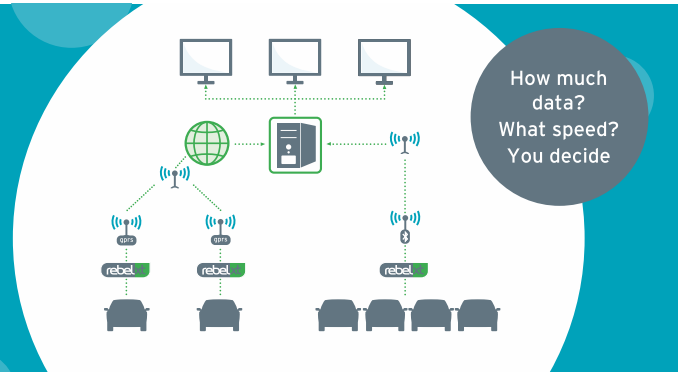 How much
data?
What speed?
You decide
gprs
gprs
rebel
rebel
rebel